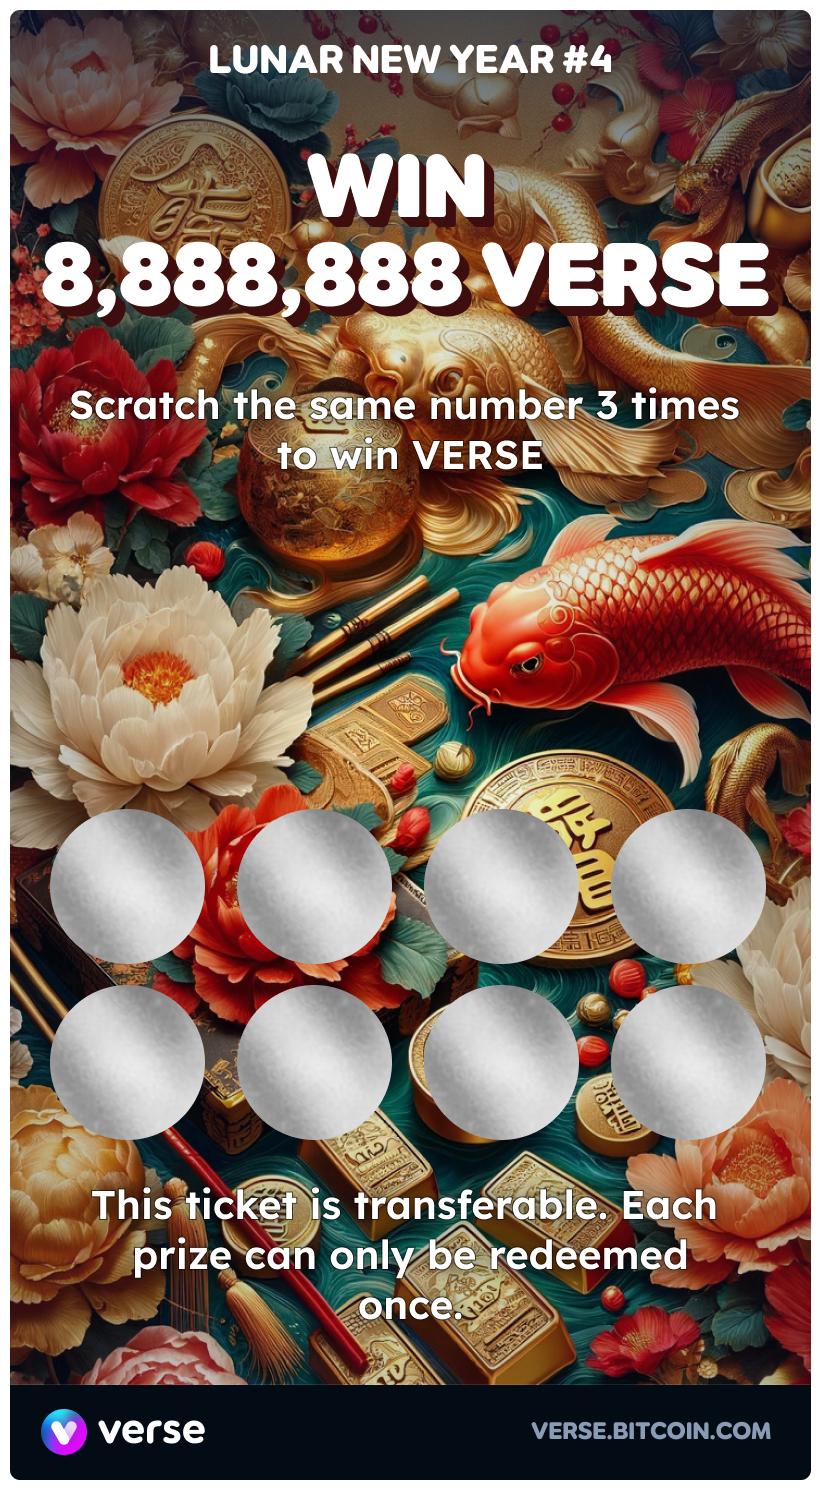 LUNAR NEW YEAR #4
WIN
8,888,888 VERSE
Scratch the same number 3 times
to win VERSE
This ticket is transferable. Each
prize can only be redeemed
once.
verse
VERSE.BITCOIN.COM